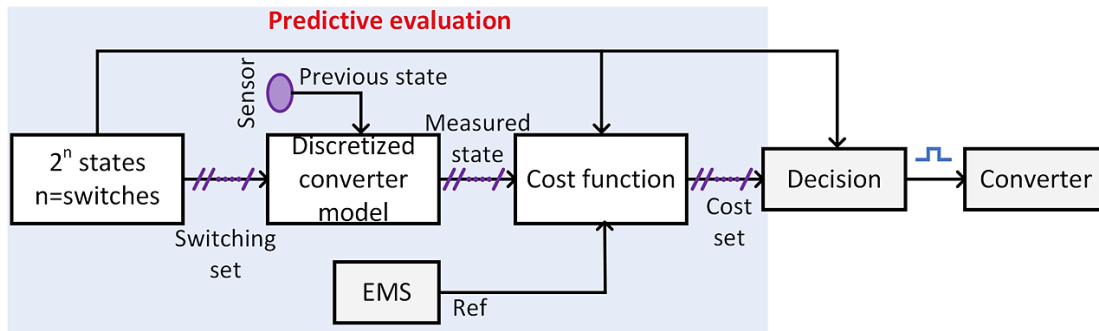 Predictive evaluation
Sensor
Previous state
2ⁿ states
n=switches
Switching
set
Discretized
converter
model
Measured
state
Cost function
Cost
set
Decision
Converter
EMS
Ref